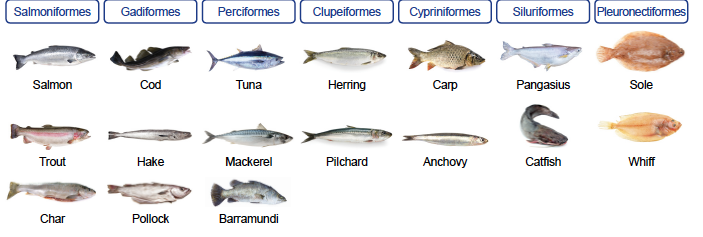 Salmoniformes Gadiformes Perciformes Clupeiformes Cypriniformes Siluriformes Pleuronectiformes
Salmon Cod Tuna Herring Carp Pangasius Sole
Trout Hake Mackerel Pilchard Anchovy Catfish Whiff
Char Pollock Barramundi